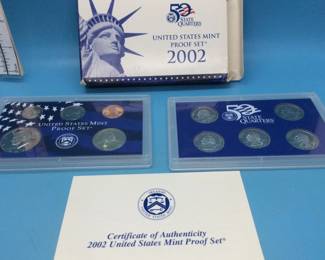 50
STATE
QUARTERS
UNITED STATES MINT
PROOF SET®
2002
UNITED STATES MINT
PROOF SET®
50
STATE
QUARTERS
Certificate of Authenticity
2002 United States Mint Proof Set®